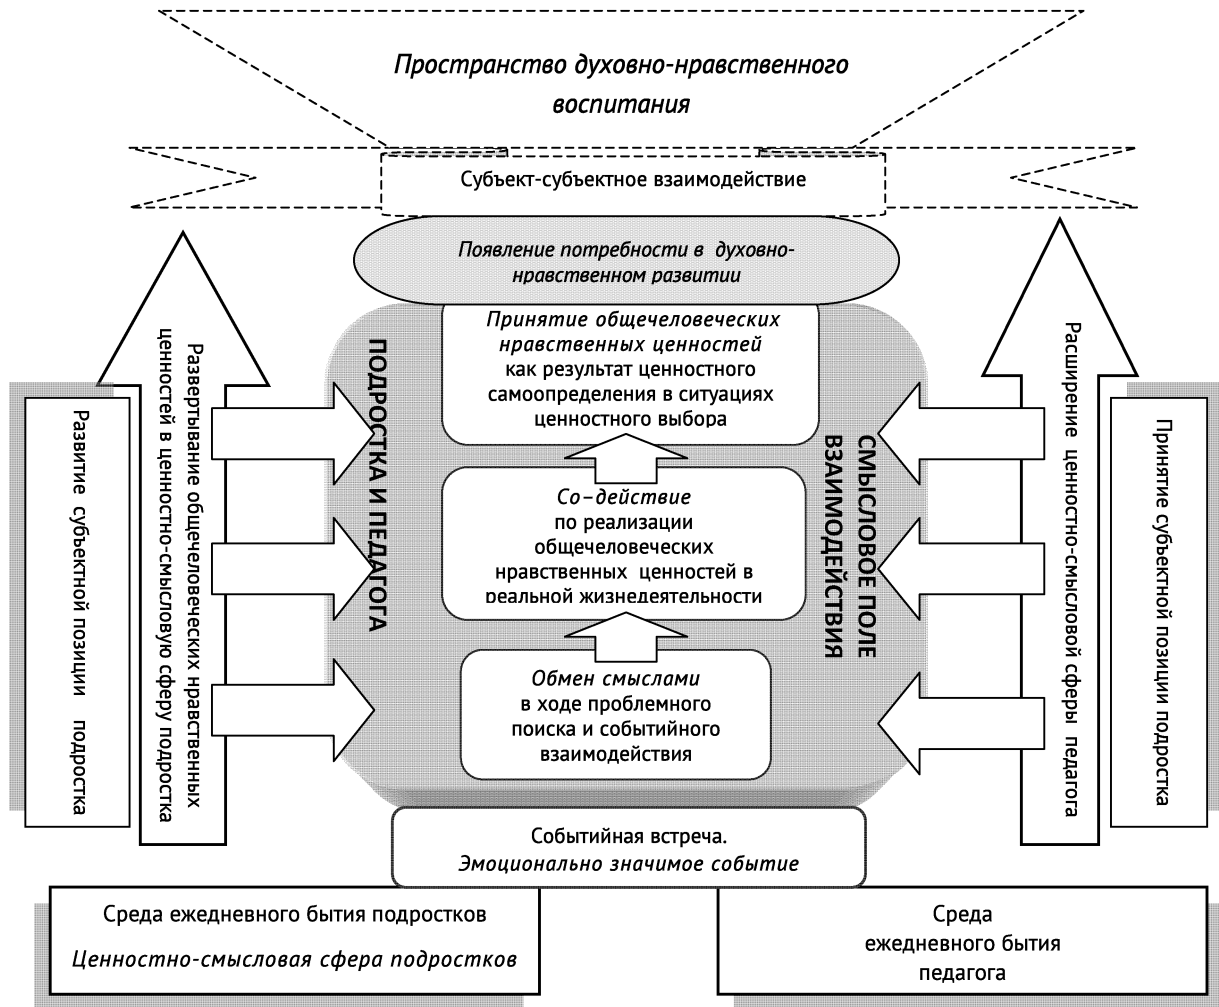 Пространство духовно-нравственного
воспитания
Субъект-субъектное взаимодействие
Появление потребности в духовно-
нравственном развитии
Принятие общечеловеческих
нравственных ценностей
как результат ценностного
самоопределения в ситуациях
ценностного выбора
Со–действие
по реализации
общечеловеческих
нравственных ценностей в
реальной жизнедеятельности
Обмен смыслами
в ходе проблемного
поиска и событийного
взаимодействия
Развитие субъектной позиции подростка
Развертывание общечеловеческих нравственных
ценностей в ценностно-смысловую сферу подростка
ПОДРОСТКА И ПЕДАГОГА
СМЫСЛОВОЕ ПОЛЕ
ВЗАИМОДЕЙСТВИЯ
Расширение ценностно-смысловой сферы педагога
Принятие субъектной позиции подростка
Событийная встреча.
Эмоционально значимое событие
Среда ежедневного бытия подростков
Ценностно-смысловая сфера подростков
Среда
ежедневного бытия
педагога